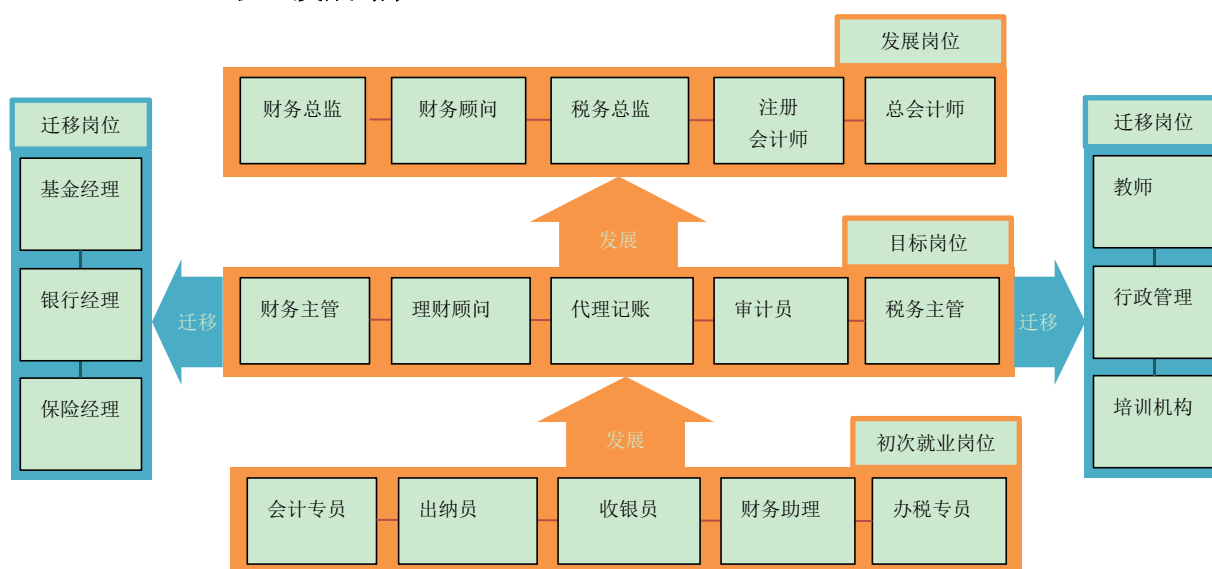 发展岗位
财务总监
财务顾问
税务总监
注册
会计师
总会计师
迁移岗位
基金经理
银行经理
保险经理
迁移岗位
教师
行政管理
培训机构
发展
目标岗位
迁移
财务主管
理财顾问
代理记账
审计员
税务主管
迁移
发展
初次就业岗位
会计专员
出纳员
收银员
财务助理
办税专员